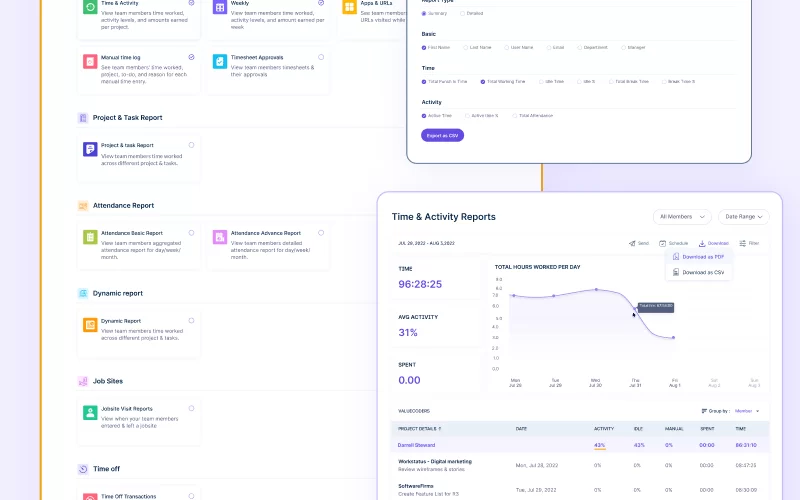 Time & Activity
View team members time worked,
activity levels, and amounts earned
per project.
Weekly
View team members time worked,
activity levels, and amount earned per
week
Apps & URLs
See team members
URLs visited while
Manual time log
See team members' time worked,
project, to-do, and reason for each
manual time entry.
Timesheet Approvals
View team members timesheets &
their approvals
Project & Task Report
Project & task Report
View team members time worked
across different project & tasks.
Attendance Report
Attendance Basic Report
View team members aggregated
attendance report for day/week/
month.
Attendance Advance Report
View team members detailed
attendance report for day/week/
month.
Dynamic report
Dynamic Report
View team members time worked
across different project & tasks.
Job Sites
Jobsite Visit Reports
View when your team members
entered & left a jobsite
Time off
Time Off Transactions
Report Type
Summary
Detailed
Basic
First Name
Last Name
User Name
Email
Department
Manager
Time
Total Punch In Time
Total Working Time
Idle Time
Idle %
Total Break Time
Break Time %
Activity
Active Time
Active Time %
Total Attendance
Export as CSV
Time & Activity Reports
All Members
Date Range
JUL 28, 2022 - AUG 3,2022
Send
Schedule
Download
Filter
Download as PDF
Download as CSV
TIME
96:28:25
AVG ACTIVITY
31%
SPENT
0.00
TOTAL HOURS WORKED PER DAY
9.0
8.0
7.0
6.0
5.0
4.0
3.0
2.0
1.0
0.0
Mon
Jul 28
Tue
Jul 29
Wed
Jul 30
Thu
Jul 31
Fri
Aug 1
Sat
Aug 2
Sun
Aug 3
VALUECODERS
Group by :
Member
PROJECT DETAILS
DATE
ACTIVITY
IDLE
MANUAL
SPENT
TIME
Darrell Steward
43%
42%
0%
00:00
96:31:10
Workstatus - Digital marketing
Review wireframes & stories
Mon, Jul 28, 2022
0%
0%
0%
00:00
08:47:25
SoftwareFirms
Create Feature List for R3
Tue, Jul 29, 2022
0%
0%
0%
00:00
08:30:09